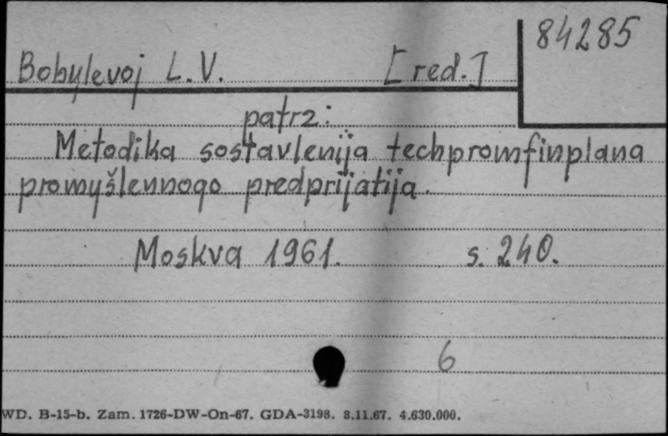 84285
Bobylevoj L. V. [red.]
patrz:
Metodika sostavlenija techpromfinplana
promyšlennogo predprijatija.
Moskva 1961. s. 240.
6
WD. B-15-b. Zam. 1726-DW-On-67. GDA-3198. 8.11.67. 4.630.000.